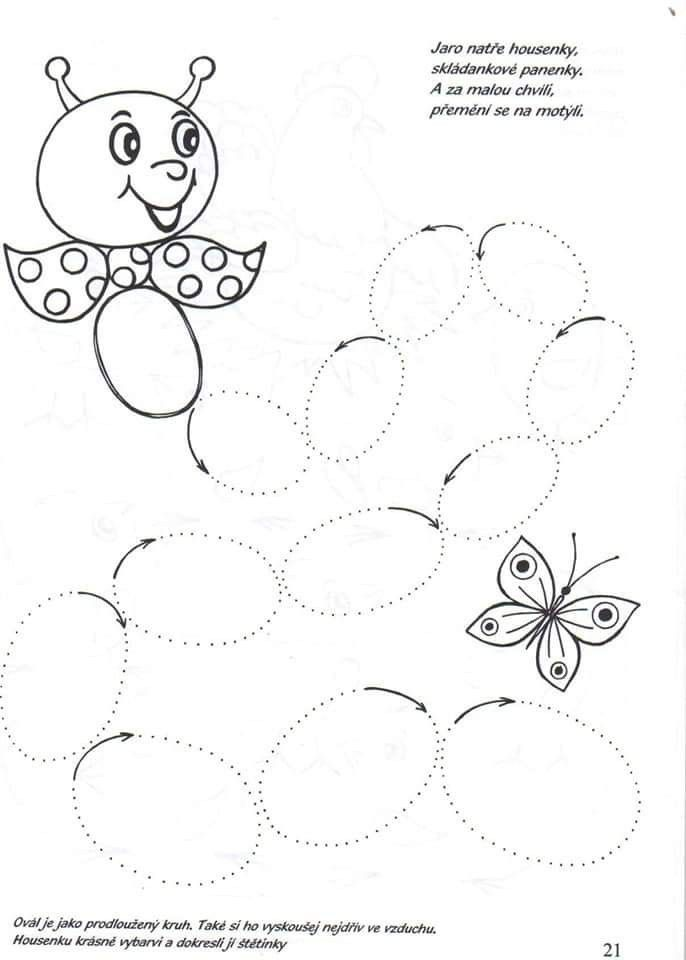 Jaro natře housenky,
skládankové panenky.
A za malou chvíli,
přemění se na motýli.
Ovál je jako prodloužený kruh. Také si ho vyskoušej nejdřív ve vzduchu.
Housenku krásně vybarvi a dokresli jí štětinky
21